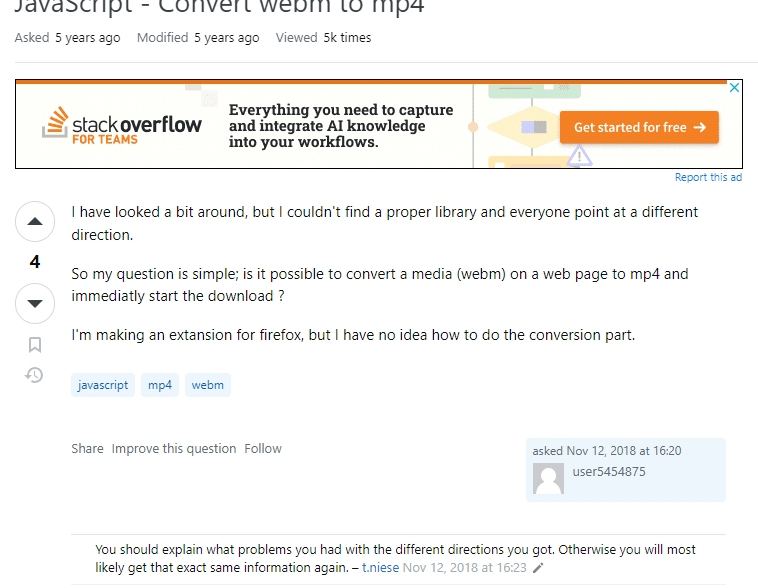 JavaScript - Convert webm to mp4
Asked 5 years ago Modified 5 years ago Viewed 5k times
stackoverflow
FOR TEAMS
Everything you need to capture
and integrate AI knowledge
into your workflows.
Get started for free →
Report this ad
I have looked a bit around, but I couldn't find a proper library and everyone point at a different
direction.
4
So my question is simple; is it possible to convert a media (webm) on a web page to mp4 and
immediatly start the download ?
I'm making an extansion for firefox, but I have no idea how to do the conversion part.
javascript mp4 webm
Share Improve this question Follow
asked Nov 12, 2018 at 16:20
user5454875
You should explain what problems you had with the different directions you got. Otherwise you will most
likely get that exact same information again. – t.niese Nov 12, 2018 at 16:23